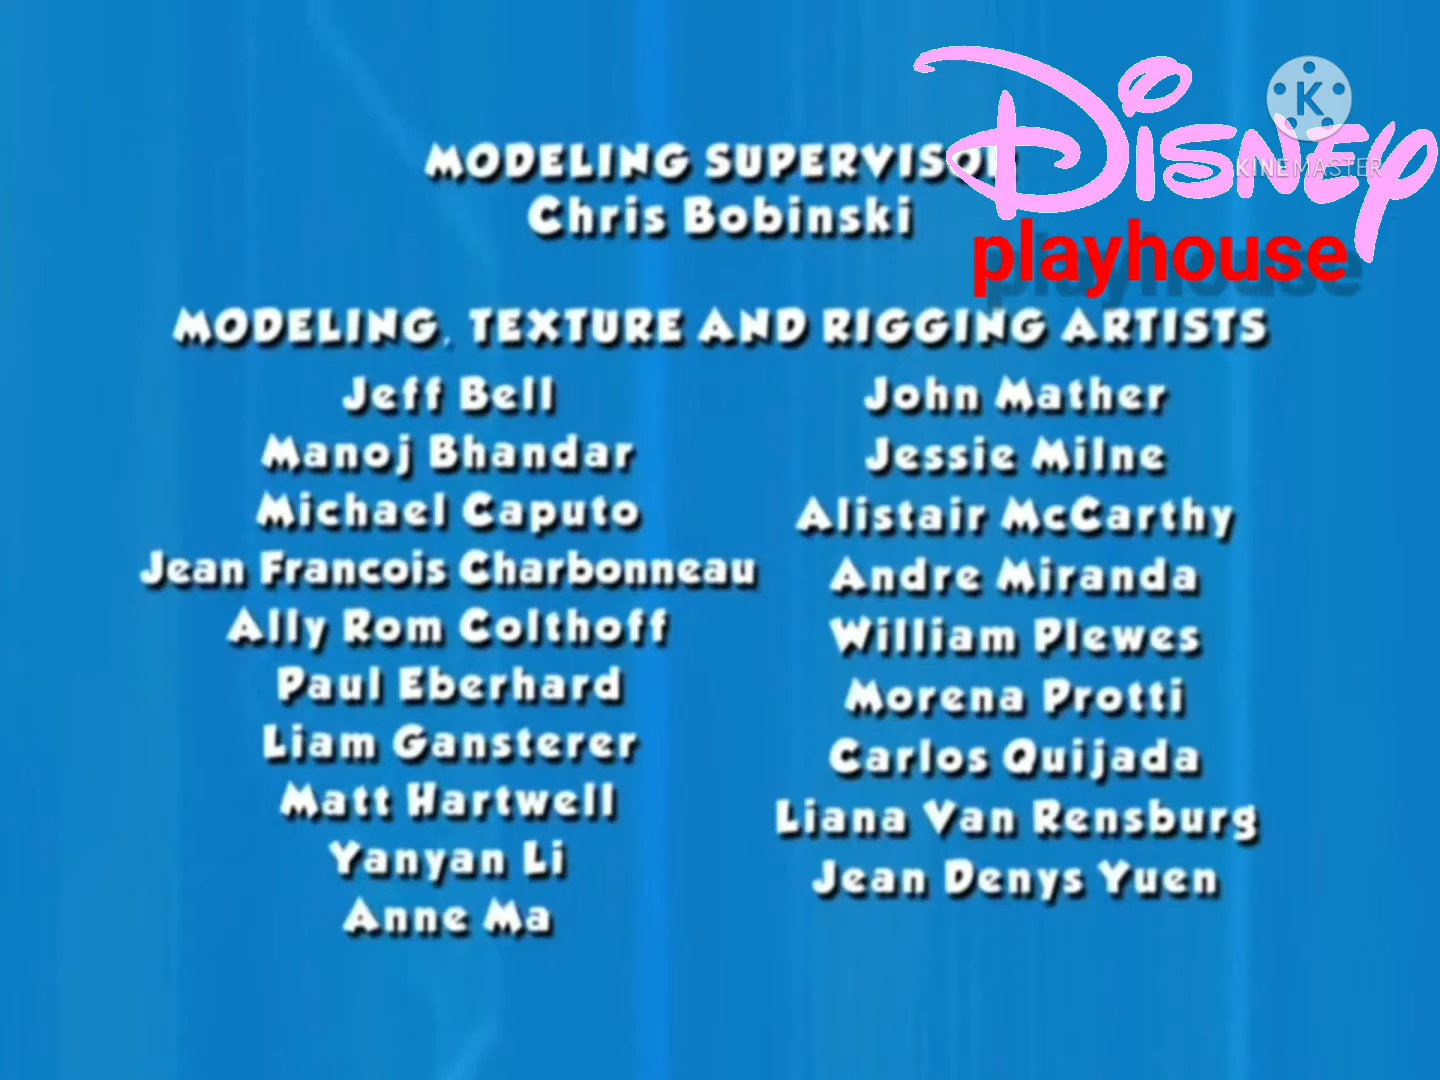 MODELING SUPERVISOR
Chris Bobinski
Disney
KINEMASTER
playhouse
MODELING, TEXTURE AND RIGGING ARTISTS
Jeff Bell
Manoj Bhandar
Michael Caputo
Jean Francois Charbonneau
Ally Rom Colthoff
Paul Eberhard
Liam Gansterer
Matt Hartwell
Yanyan Li
Anne Ma
John Mather
Jessie Milne
Alistair McCarthy
Andre Miranda
William Plewes
Morena Protti
Carlos Quijada
Liana Van Rensburg
Jean Denys Yuen